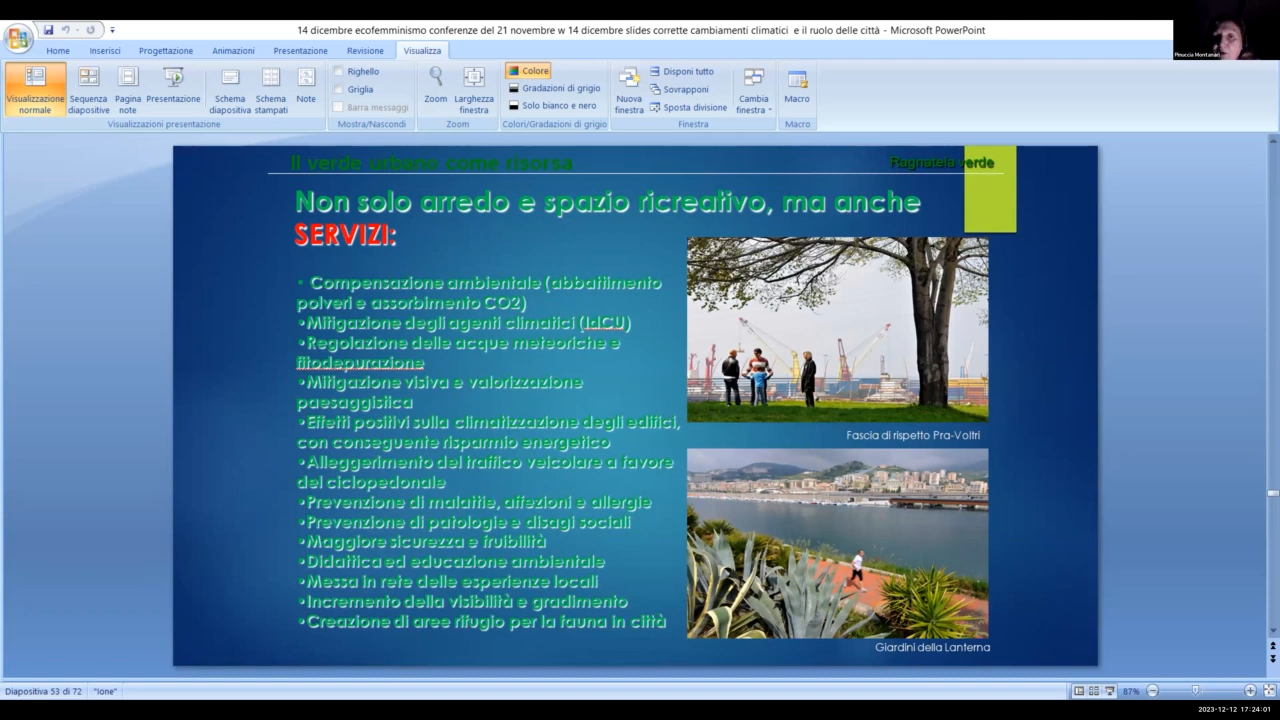 14 dicembre ecofemminismo conferenze del 21 novembre w 14 dicembre slides corrette cambiamenti climatici e il ruolo delle città - Microsoft PowerPoint
Pinuccia Montanari
Home Inserisci Progettazione Animazioni Presentazione Revisione Visualizza
Visualizzazione normale
Sequenza diapositive
Pagina note
Presentazione
Schema diapositiva
Schema stampati
Note
Visualizzazioni presentazione
Righello
Griglia
Barra messaggi
Mostra/Nascondi
Zoom
Larghezza finestra
Zoom
Colore
Gradazioni di grigio
Solo bianco e nero
Colori/Gradazioni di grigio
Nuova finestra
Disponi tutto
Sovrapponi
Sposta divisione
Cambia finestra
Finestra
Macro
Macro
Il verde urbano come risorsa
Ragnatela verde
Non solo arredo e spazio ricreativo, ma anche
SERVIZI:
• Compensazione ambientale (abbattimento
polveri e assorbimento CO2)
•Mitigazione degli agenti climatici (IdCU)
•Regolazione delle acque meteoriche e
fitodepurazione
•Mitigazione visiva e valorizzazione
paesaggistica
•Effetti positivi sulla climatizzazione degli edifici,
con conseguente risparmio energetico
•Alleggerimento del traffico veicolare a favore
del ciclopedonale
•Prevenzione di malattie, affezioni e allergie
•Prevenzione di patologie e disagi sociali
•Maggiore sicurezza e fruibilità
•Didattica ed educazione ambientale
•Messa in rete delle esperienze locali
•Incremento della visibilità e gradimento
•Creazione di aree rifugio per la fauna in città
Fascia di rispetto Pra-Voltri
Giardini della Lanterna
Diapositiva 53 di 72 "Ione" 87%
2023-12-12 17:24:01